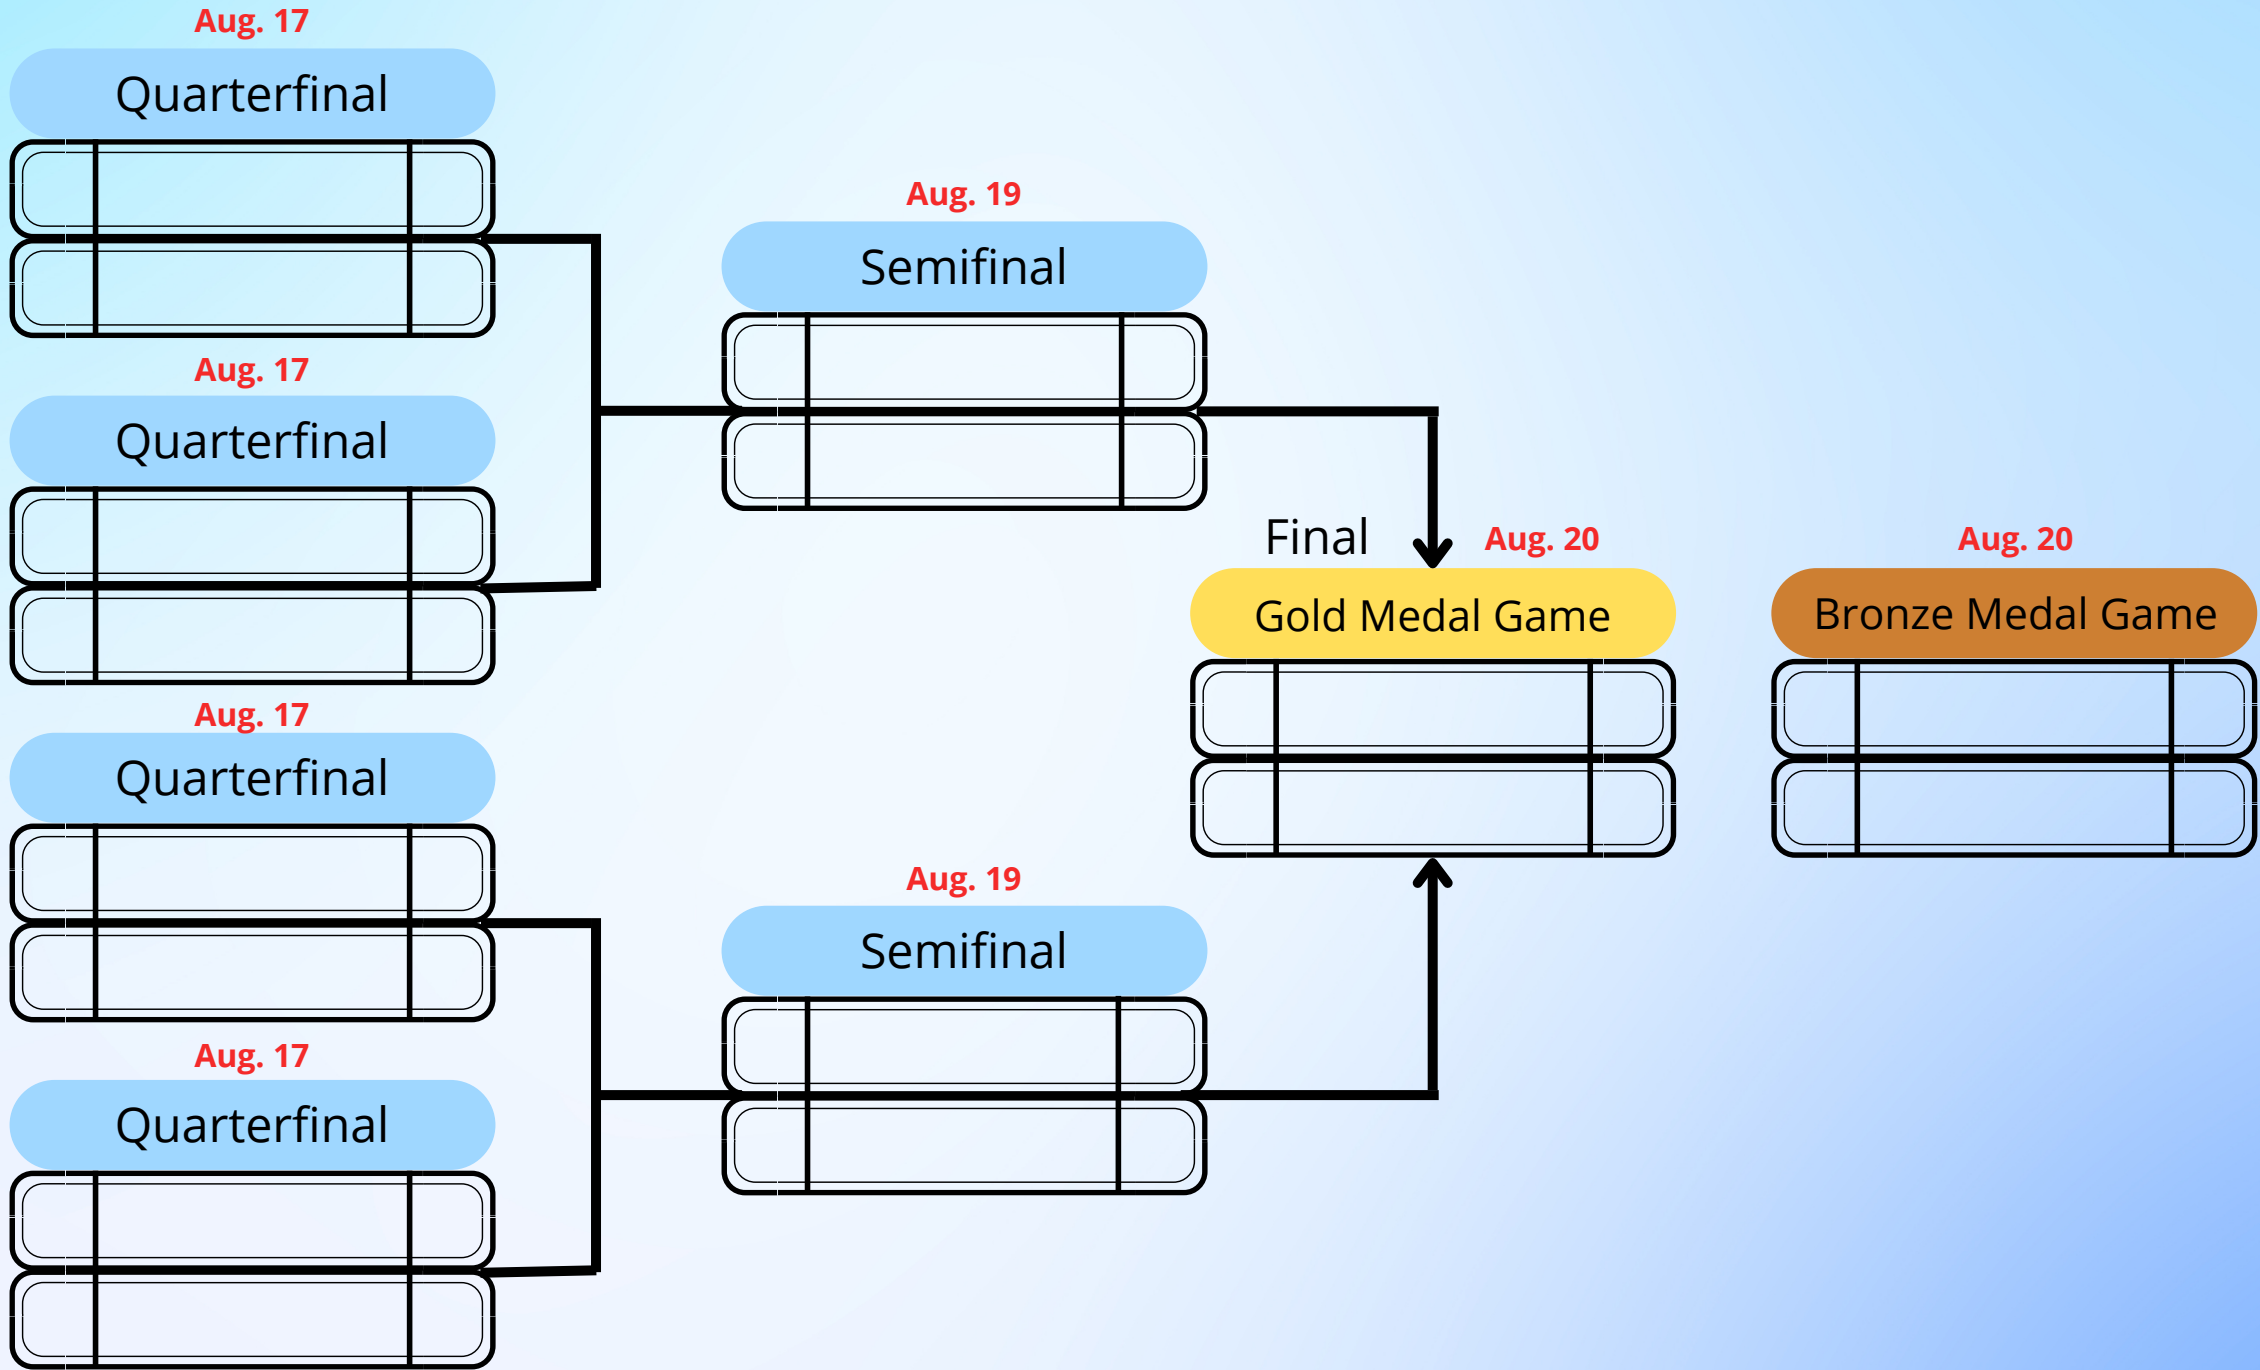 Aug. 17
Quarterfinal
Aug. 17
Quarterfinal
Aug. 17
Quarterfinal
Aug. 17
Quarterfinal
Aug. 19
Semifinal
Aug. 19
Semifinal
Final
Aug. 20
Gold Medal Game
Aug. 20
Bronze Medal Game